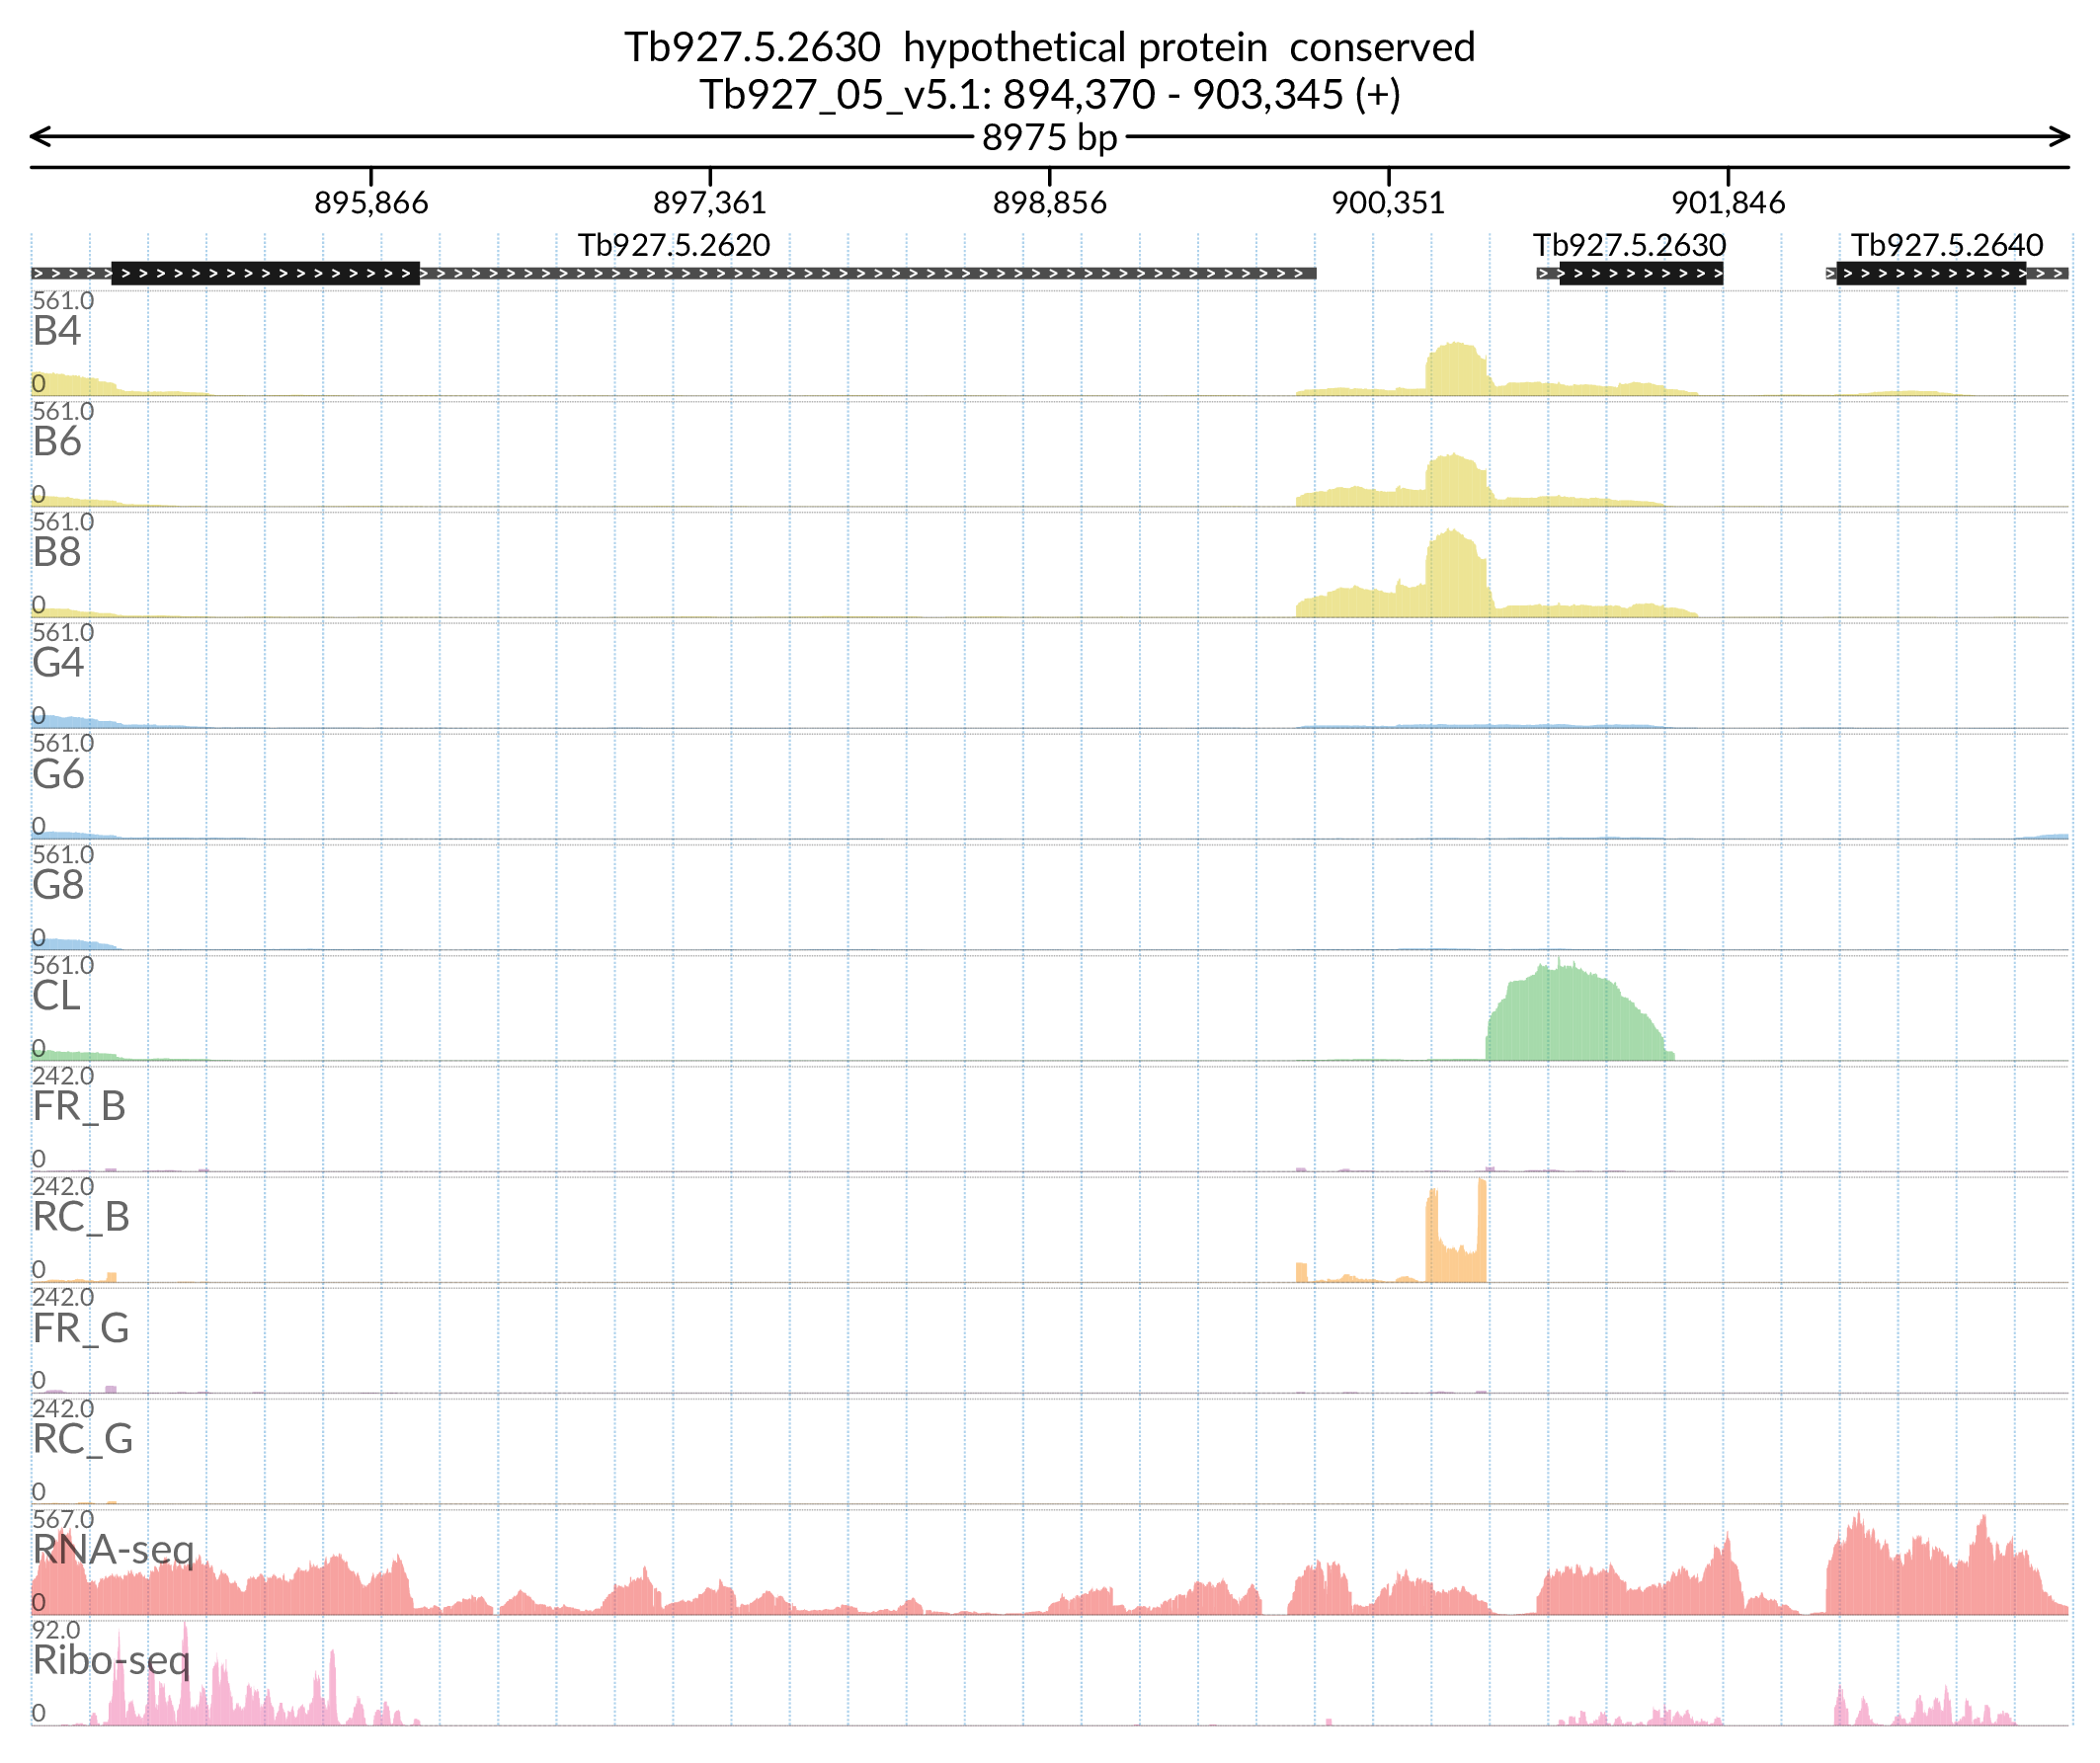 Tb927.5.2630  hypothetical protein  conserved
Tb927_05_v5.1: 894,370 - 903,345 (+)
8975 bp
895,866 897,361 898,856 900,351 901,846
Tb927.5.2620 Tb927.5.2630 Tb927.5.2640
561.0
B4
0
561.0
B6
0
561.0
B8
0
561.0
G4
0
561.0
G6
0
561.0
G8
0
561.0
CL
0
242.0
FR_B
0
242.0
RC_B
0
242.0
FR_G
0
242.0
RC_G
0
567.0
RNA-seq
0
92.0
Ribo-seq
0